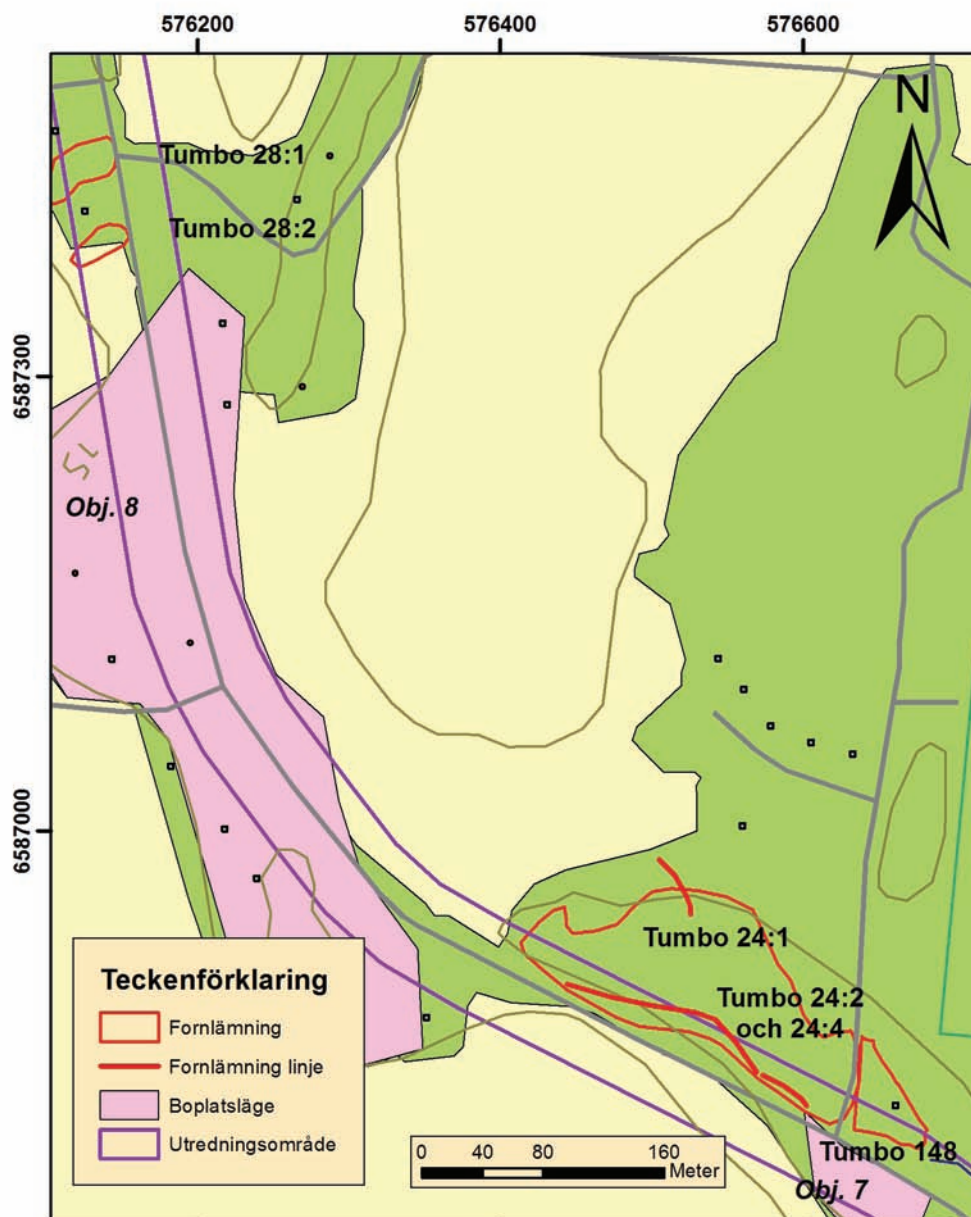 576200
576400
576600
N
Tumbo 28:1
Tumbo 28:2
6587300
15
Obj. 8
6587000
Tumbo 24:1
Tumbo 24:2
och 24:4
Teckenförklaring
Fornlämning
Fornlämning linje
Boplatsläge
Utredningsområde
0 40 80 160
Meter
Tumbo 148
Obj. 7